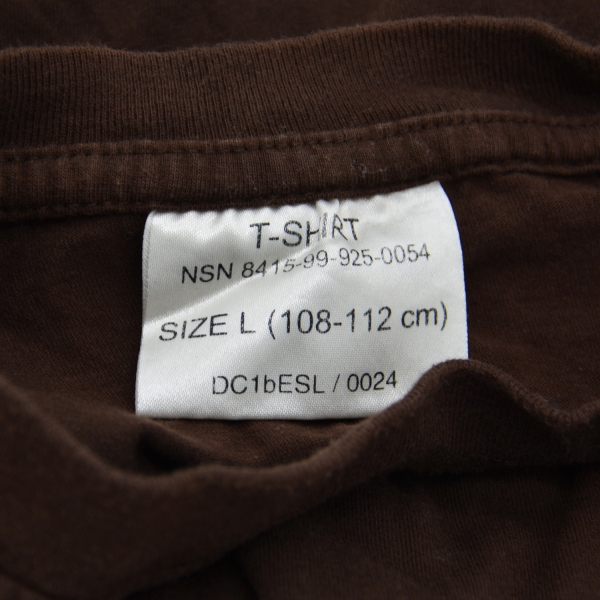 T-SHIRT
NSN 8415-99-925-0054
SIZE L (108-112 cm)
DC1bESL / 0024